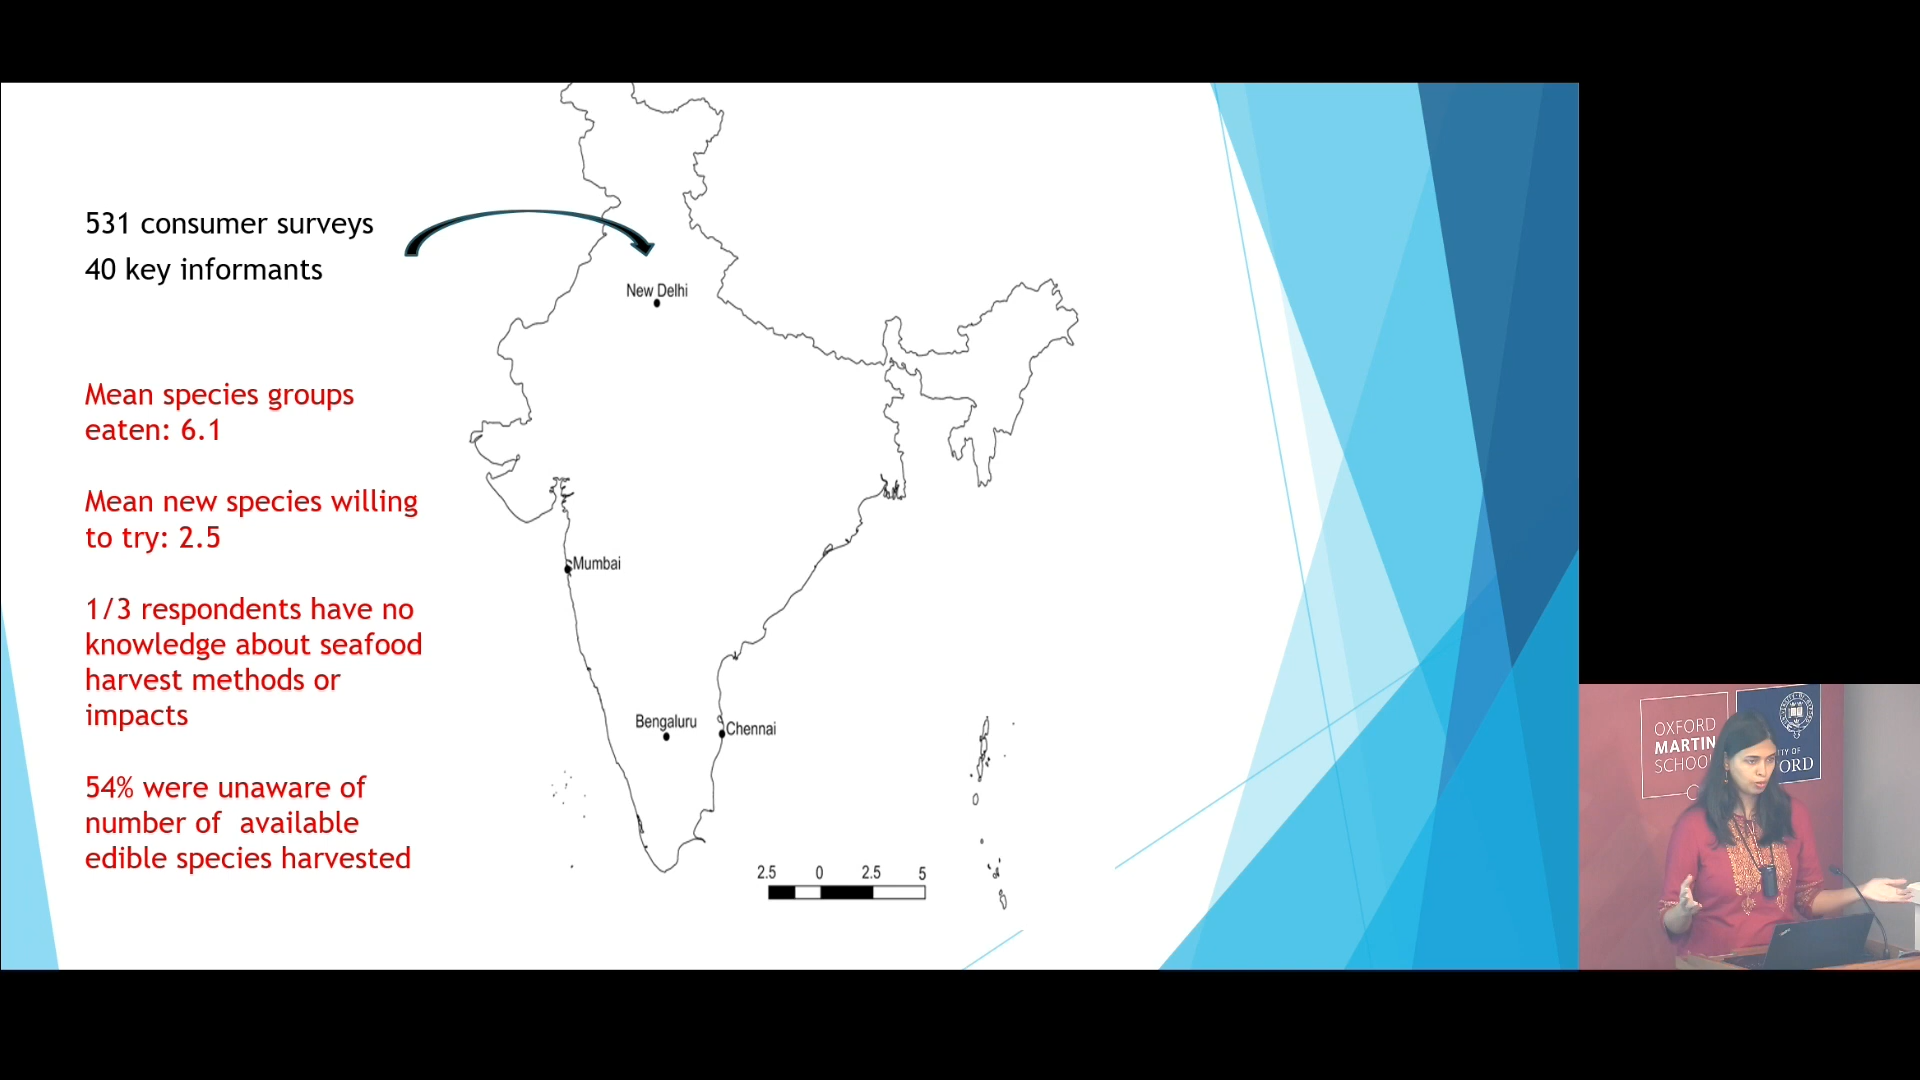 531 consumer surveys
40 key informants
New Delhi
Mean species groups
eaten: 6.1
Mean new species willing
to try: 2.5
Mumbai
1/3 respondents have no
knowledge about seafood
harvest methods or
impacts
Bengaluru
Chennai
54% were unaware of
number of  available
edible species harvested
2.5 0 2.5 5
OXFORD
MARTIN
SCHOOL